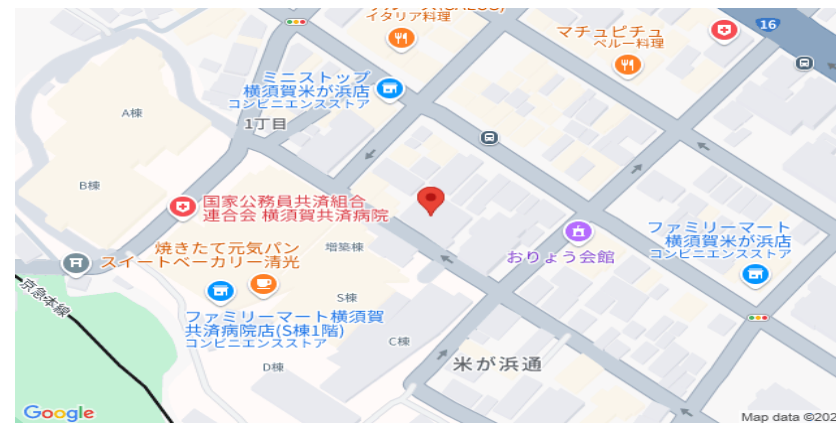 イタリア料理
マチュピチュ
ペルー料理
16
ミニストップ
横須賀米が浜店
コンビニエンスストア
A棟
1丁目
B棟
国家公務員共済組合
連合会 横須賀共済病院
ファミリーマート
横須賀米が浜店
コンビニエンスストア
焼きたて元気パン
スイートベーカリー清光
増築棟
おりょう会館
京急本線
S棟
ファミリーマート横須賀
共済病院店(S棟1階)
コンビニエンスストア
C棟
D棟
米が浜通
Google
Map data ©202